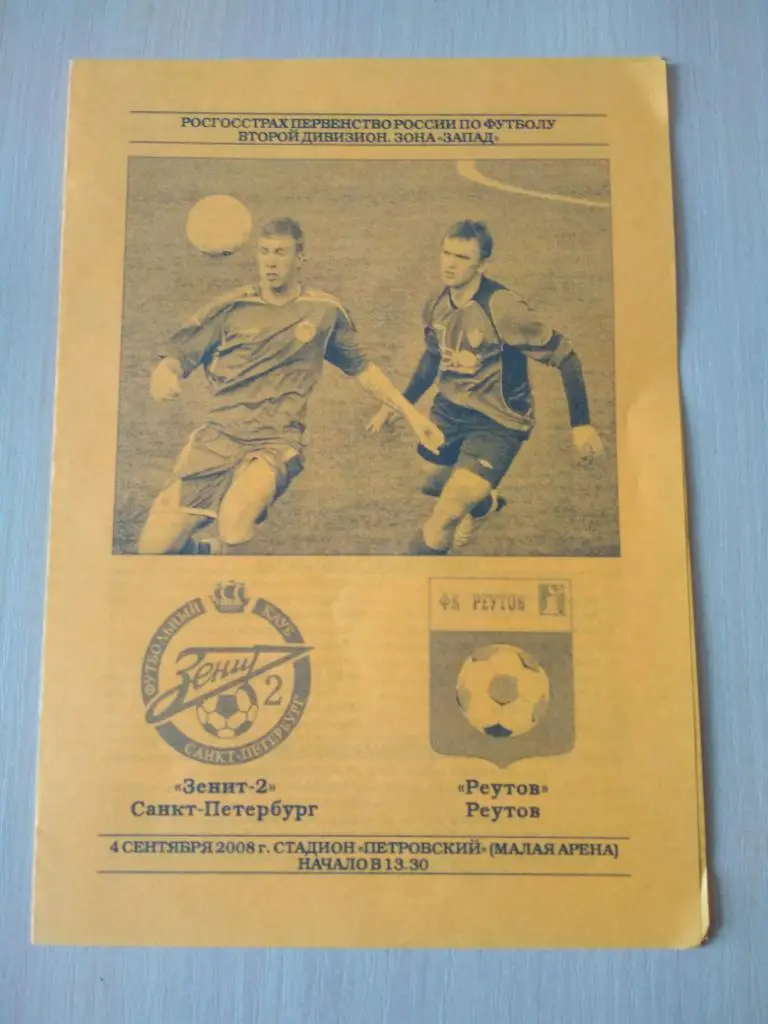 РОСГОССТРАХ ПЕРВЕНСТВО РОССИИ ПО ФУТБОЛУ
ВТОРОЙ ДИВИЗИОН. ЗОНА «ЗАПАД»
ФУТБОЛЬНЫЙ КЛУБ
Зенит
2
САНКТ-ПЕТЕРБУРГ
ФК РЕУТОВ
«Зенит-2»
Санкт-Петербург
«Реутов»
Реутов
4 СЕНТЯБРЯ 2008 г. СТАДИОН «ПЕТРОВСКИЙ» (МАЛАЯ АРЕНА)
НАЧАЛО В 13.30